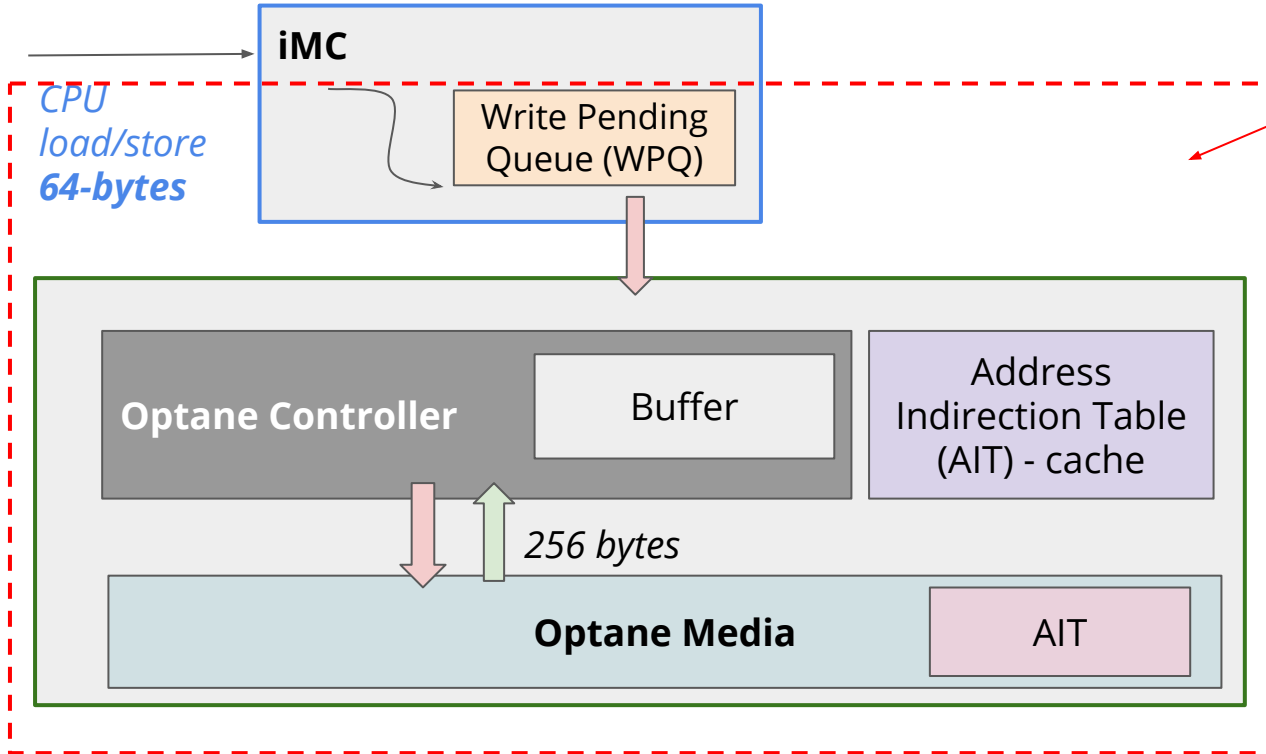 iMC
CPU
load/store
64-bytes
Write Pending
Queue (WPQ)
Optane Controller
Buffer
Address
Indirection Table
(AIT) - cache
256 bytes
Optane Media
AIT